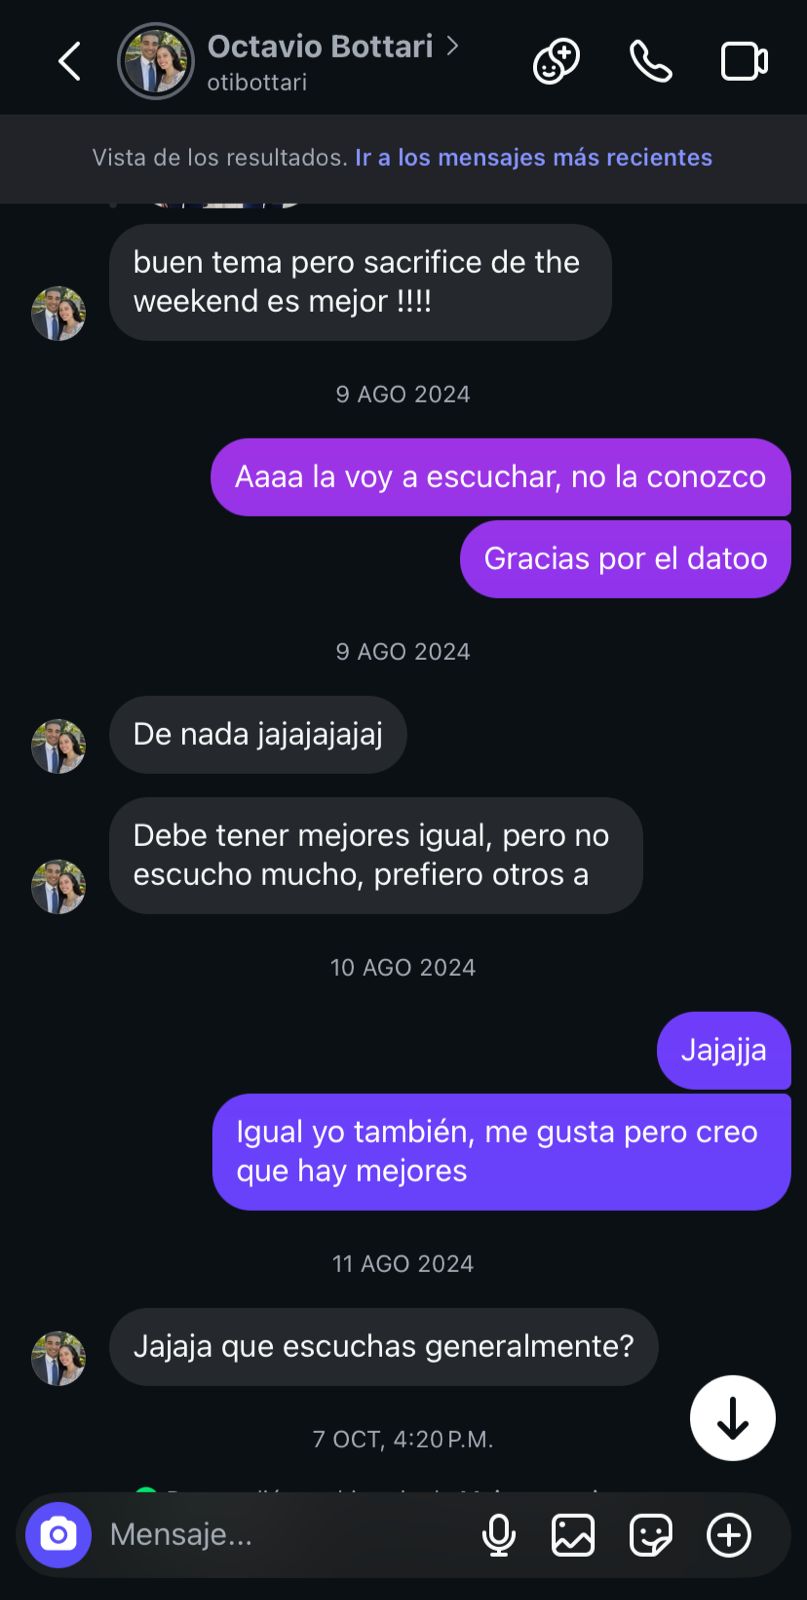 Octavio Bottari
otibottari
Vista de los resultados. Ir a los mensajes más recientes
buen tema pero sacrifice de the
weekend es mejor !!!!
9 AGO 2024
Aaaa la voy a escuchar, no la conozco
Gracias por el datoo
9 AGO 2024
De nada jajajajajaj
Debe tener mejores igual, pero no
escucho mucho, prefiero otros a
10 AGO 2024
Jajajja
Igual yo también, me gusta pero creo
que hay mejores
11 AGO 2024
Jajaja que escuchas generalmente?
7 OCT, 4:20 P.M.
Mensaje...